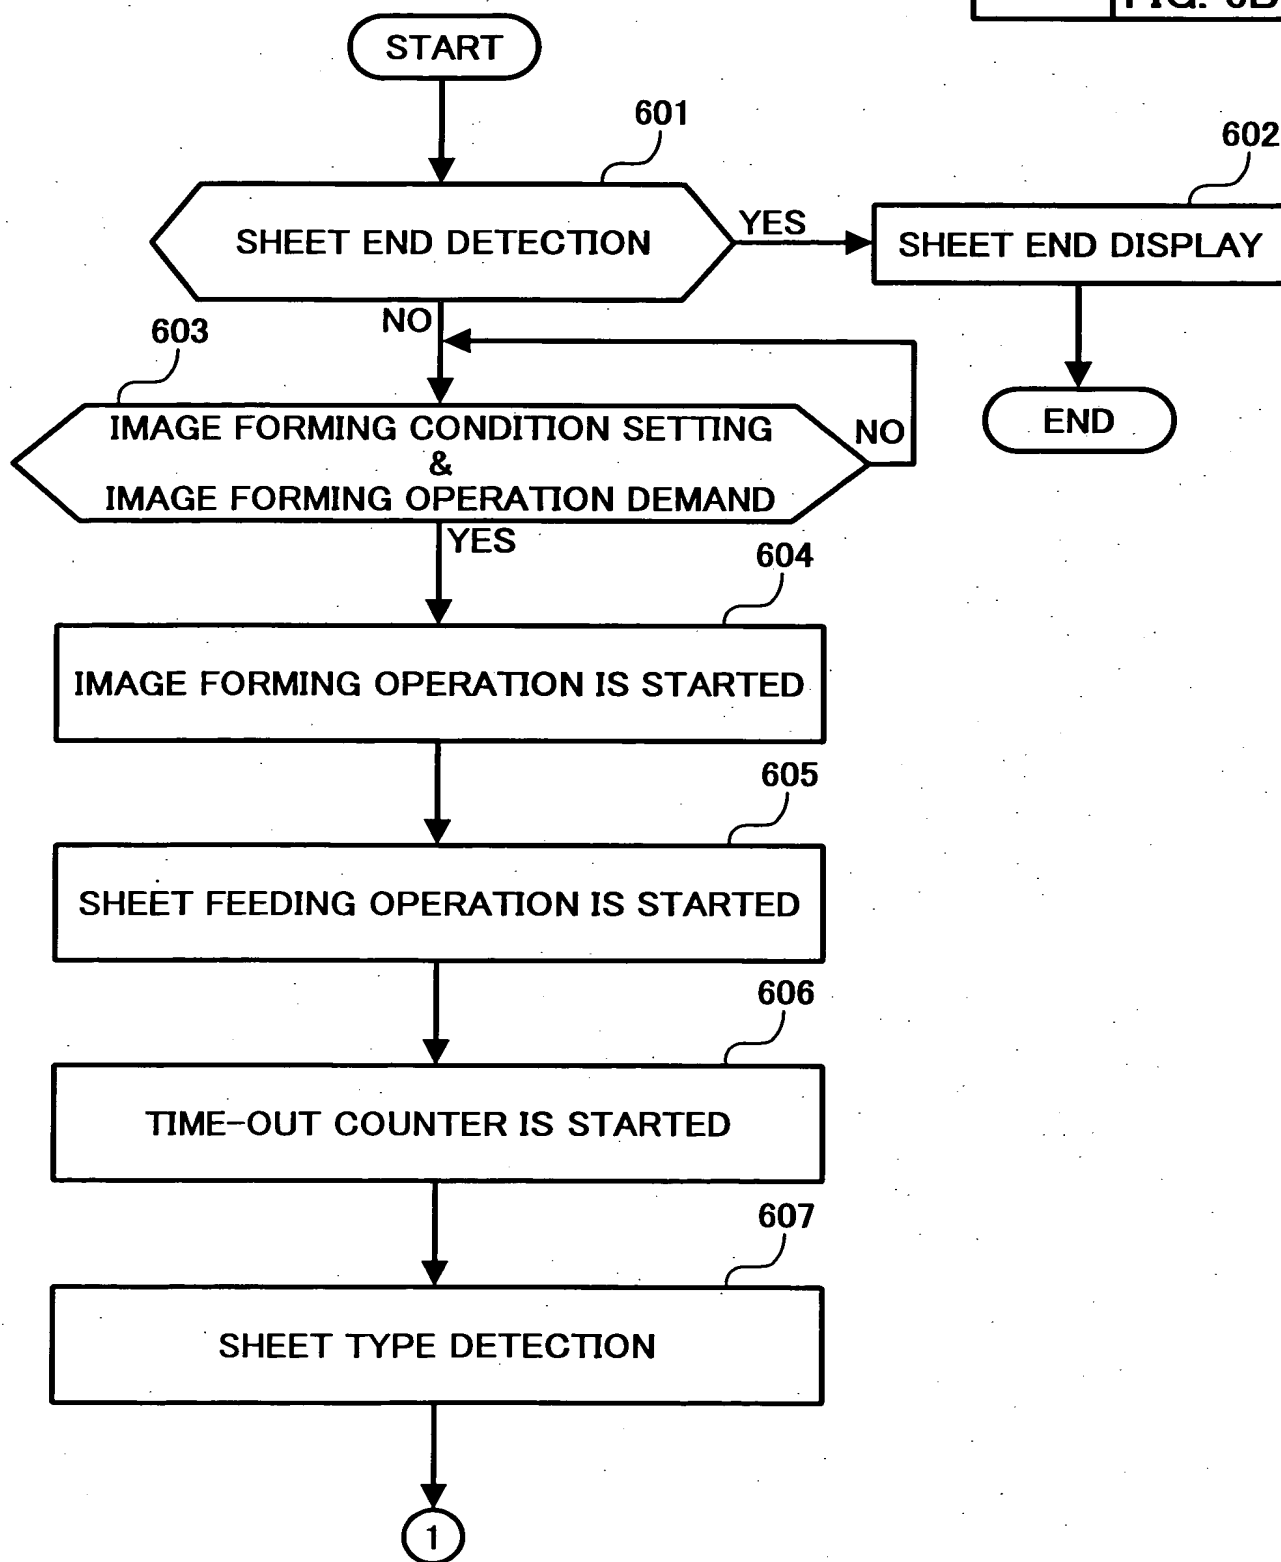 START
601
602
SHEET END DETECTION
YES
SHEET END DISPLAY
NO
603
END
IMAGE FORMING CONDITION SETTING
&
IMAGE FORMING OPERATION DEMAND
NO
YES
604
IMAGE FORMING OPERATION IS STARTED
605
SHEET FEEDING OPERATION IS STARTED
606
TIME-OUT COUNTER IS STARTED
607
SHEET TYPE DETECTION
1